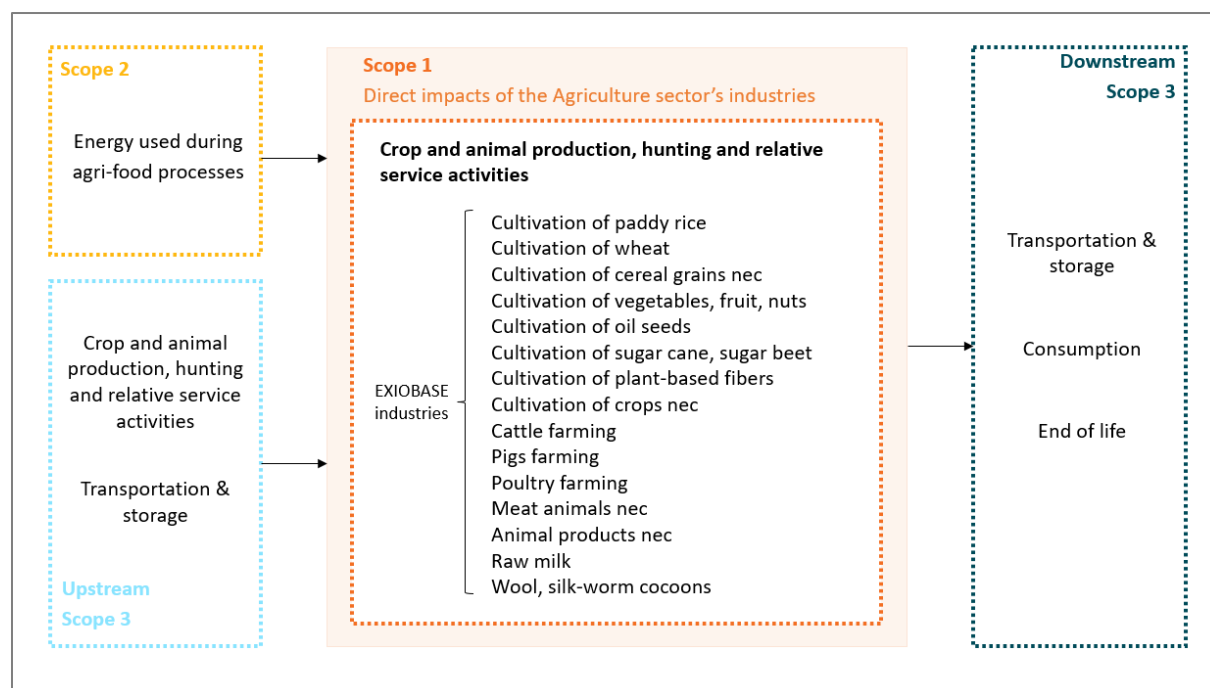 Scope 2
Energy used during
agri-food processes
Crop and animal
production, hunting
and relative service
activities
Transportation &
storage
Upstream
Scope 3
Scope 1
Direct impacts of the Agriculture sector's industries
Crop and animal production, hunting and relative
service activities
EXIOBASE
industries
Cultivation of paddy rice
Cultivation of wheat
Cultivation of cereal grains nec
Cultivation of vegetables, fruit, nuts
Cultivation of oil seeds
Cultivation of sugar cane, sugar beet
Cultivation of plant-based fibers
Cultivation of crops nec
Cattle farming
Pigs farming
Poultry farming
Meat animals nec
Animal products nec
Raw milk
Wool, silk-worm cocoons
Downstream
Scope 3
Transportation &
storage
Consumption
End of life